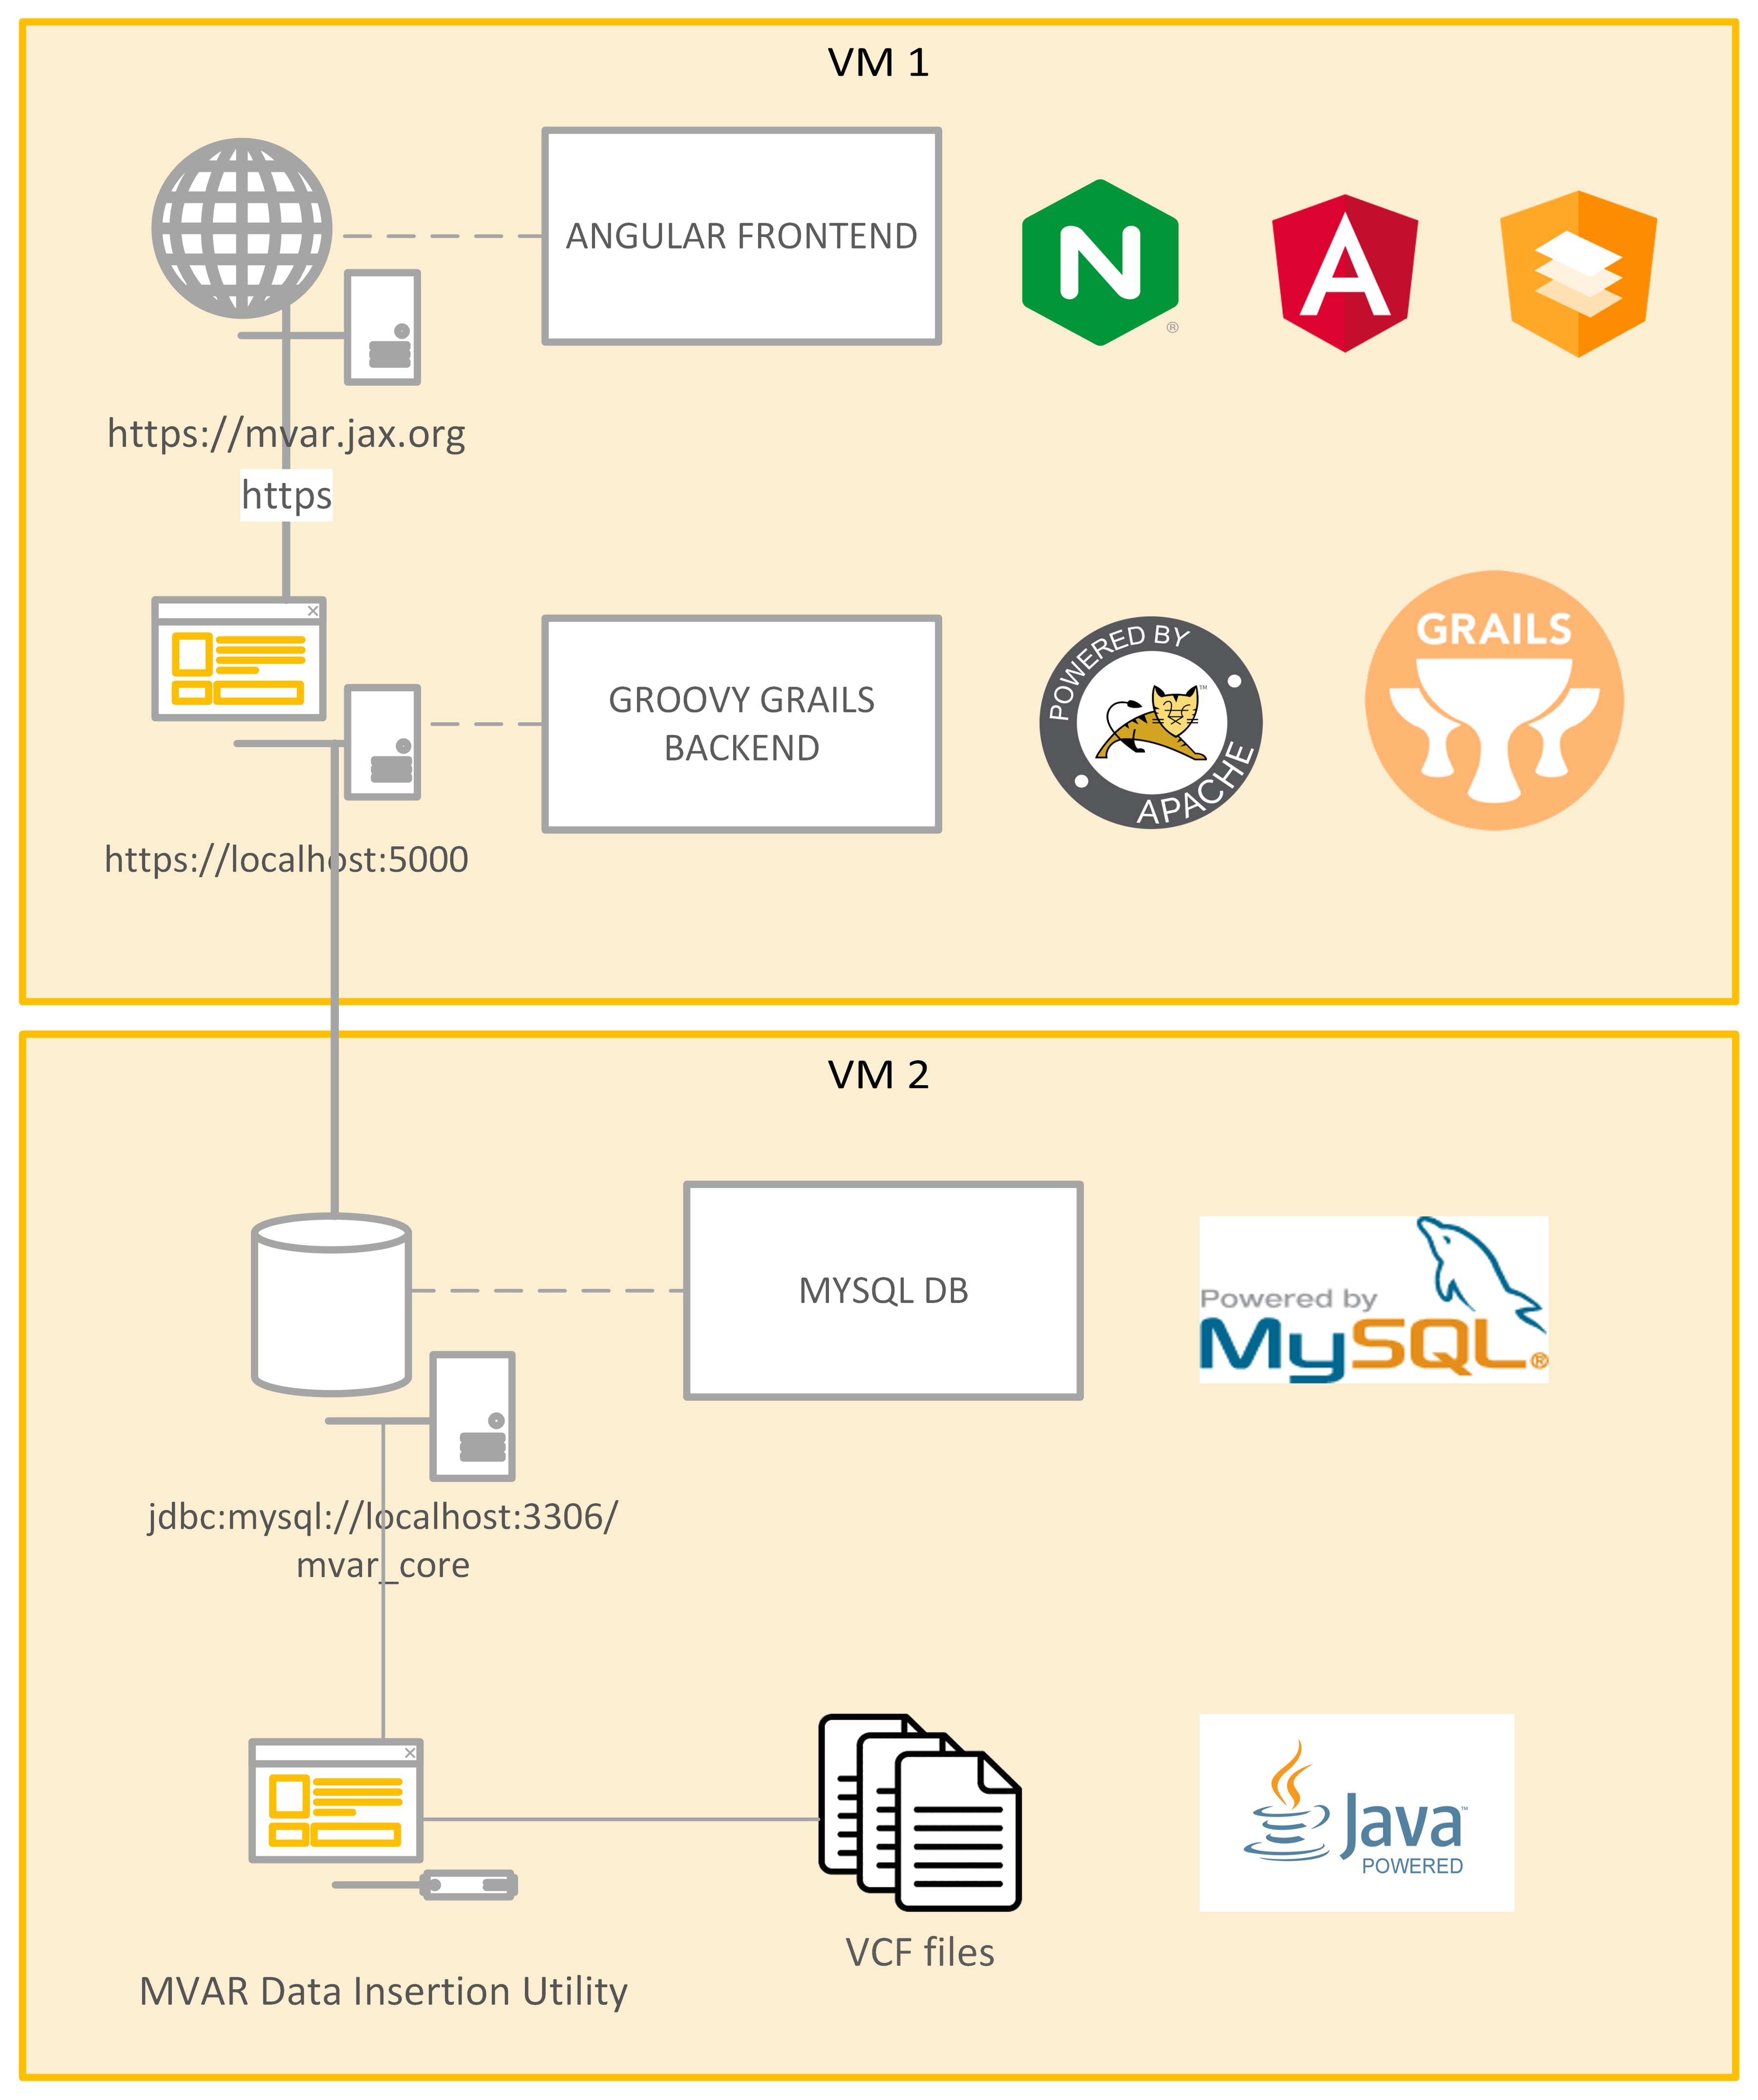 VM 1
ANGULAR FRONTEND
N
®
A
https://mvar.jax.org
https
GROOVY GRAILS
BACKEND
POWERED BY
APACHE
TM
GRAILS
https://localhost:5000
VM 2
MYSQL DB
Powered by
MySQL®
jdbc:mysql://localhost:3306/
mvar_core
VCF files
Java™
POWERED
MVAR Data Insertion Utility